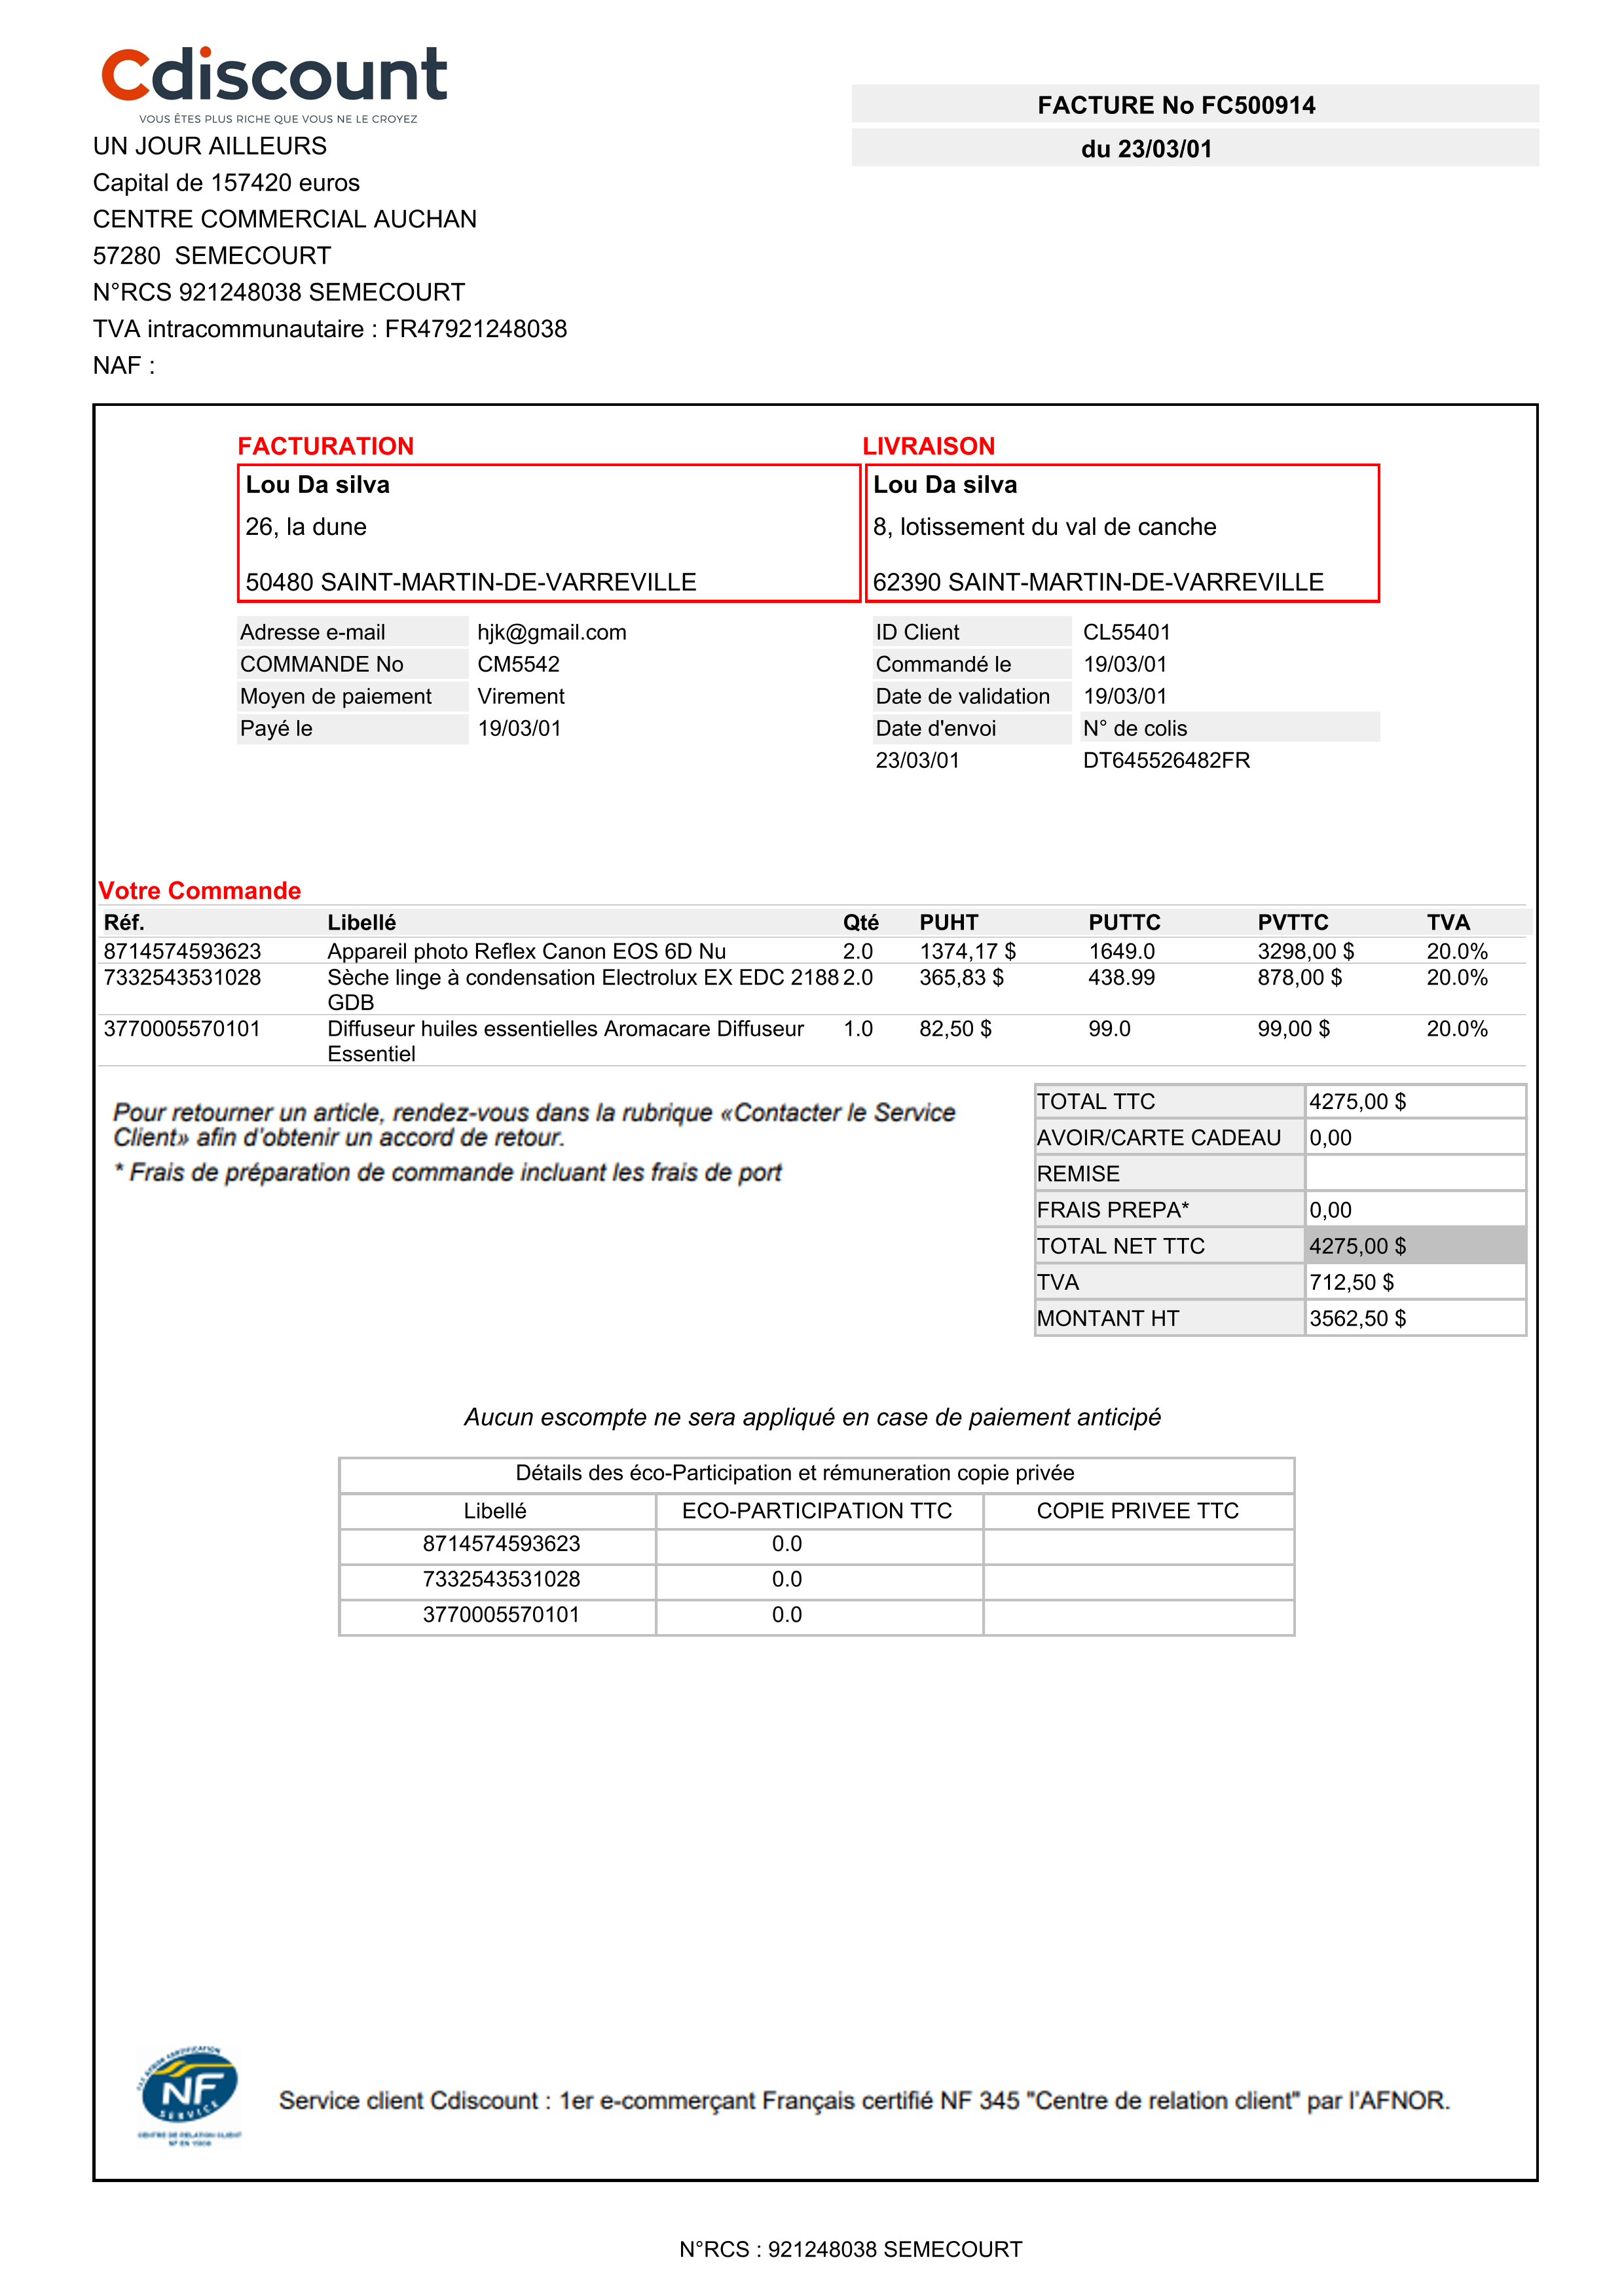 Cdiscount
VOUS ÊTES PLUS RICHE QUE VOUS NE LE CROYEZ
FACTURE No FC500914
du 23/03/01
UN JOUR AILLEURS
Capital de 157420 euros
CENTRE COMMERCIAL AUCHAN
57280 SEMECOURT
N°RCS 921248038 SEMECOURT
TVA intracommunautaire : FR47921248038
NAF :
FACTURATION
Lou Da silva
26, la dune
50480 SAINT-MARTIN-DE-VARREVILLE
LIVRAISON
Lou Da silva
8, lotissement du val de canche
62390 SAINT-MARTIN-DE-VARREVILLE
Adresse e-mail hjk@gmail.com
COMMANDE No CM5542
Moyen de paiement Virement
Payé le 19/03/01
ID Client CL55401
Commandé le 19/03/01
Date de validation 19/03/01
Date d'envoi N° de colis
23/03/01 DT645526482FR
Votre Commande
Réf. Libellé Qté PUHT PUTTC PVTTC TVA
8714574593623 Appareil photo Reflex Canon EOS 6D Nu 2.0 1374,17 $ 1649.0 3298,00 $ 20.0%
7332543531028 Sèche linge à condensation Electrolux EX EDC 2188 2.0 365,83 $ 438.99 878,00 $ 20.0%
GDB
3770005570101 Diffuseur huiles essentielles Aromacare Diffuseur 1.0 82,50 $ 99.0 99,00 $ 20.0%
Essentiel
Pour retourner un article, rendez-vous dans la rubrique «Contacter le Service
Client» afin d'obtenir un accord de retour.
* Frais de préparation de commande incluant les frais de port
TOTAL TTC 4275,00 $
AVOIR/CARTE CADEAU 0,00
REMISE
FRAIS PREPA* 0,00
TOTAL NET TTC 4275,00 $
TVA 712,50 $
MONTANT HT 3562,50 $
Aucun escompte ne sera appliqué en case de paiement anticipé
Détails des éco-Participation et rémuneration copie privée
Libellé ECO-PARTICIPATION TTC COPIE PRIVEE TTC
8714574593623 0.0
7332543531028 0.0
3770005570101 0.0
NF
SERVICE
CENTRE DE RELATION CLIENT
Service client Cdiscount : 1er e-commerçant Français certifié NF 345 "Centre de relation client" par l'AFNOR.
N°RCS : 921248038 SEMECOURT